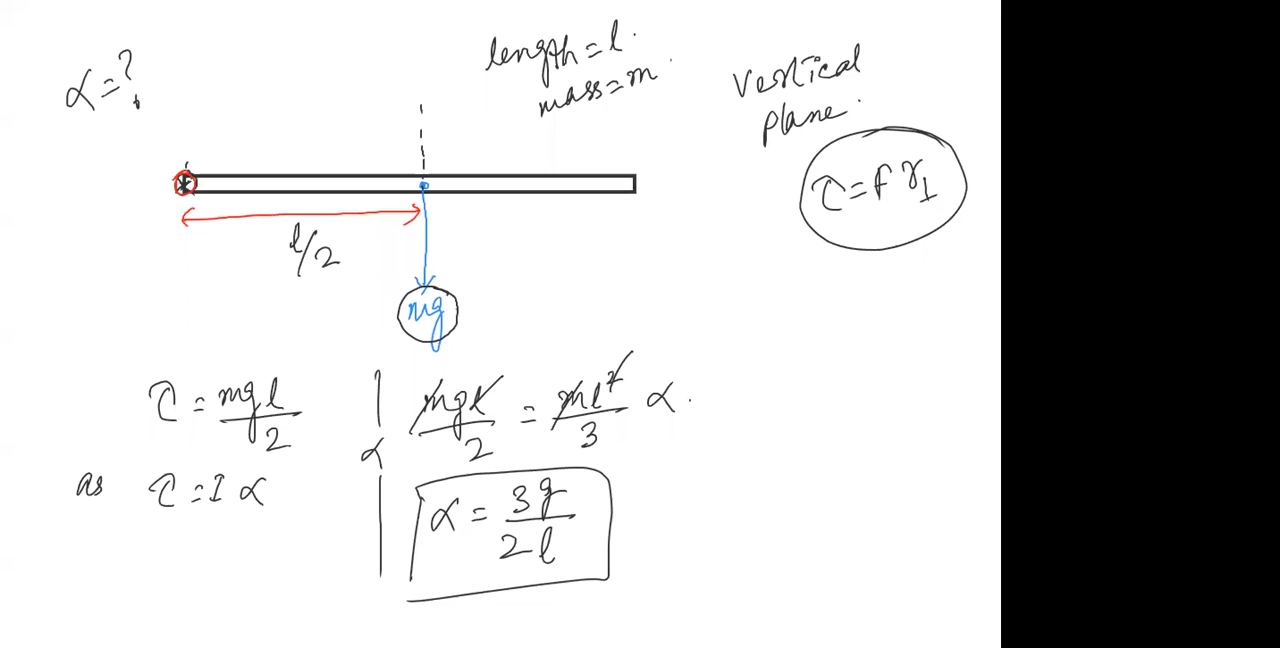 α = ?
length = l.
mass = m.
vertical
plane.
τ = F r⊥
l/2
mg
τ = mgl/2
mgl/2 = ml²/3 α.
α
as τ = I α
α = 3g/2l